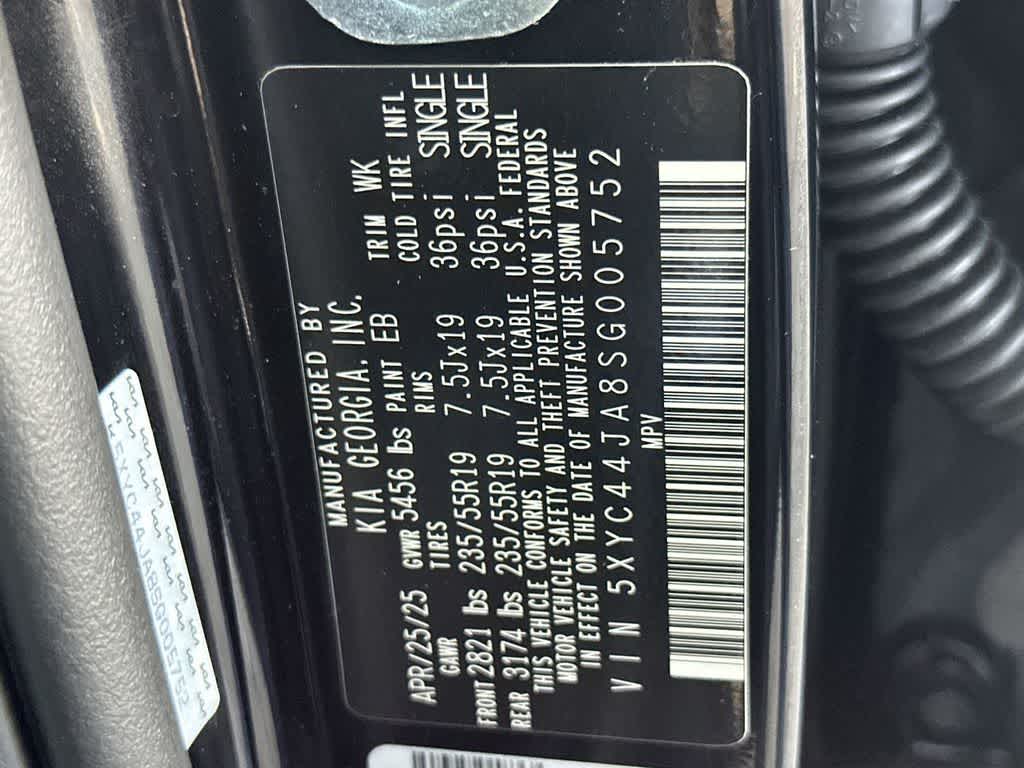 MANUFACTURED BY
KIA GEORGIA, INC.
APR/25/25 GVWR 5456 lbs PAINT EB TRIM WK
GAWR TIRES RIMS COLD TIRE INFL
FRONT 2821 lbs 235/55R19 7.5Jx19 36psi SINGLE
REAR 3174 lbs 235/55R19 7.5Jx19 36psi SINGLE
THIS VEHICLE CONFORMS TO ALL APPLICABLE U.S.A. FEDERAL
MOTOR VEHICLE SAFETY AND THEFT PREVENTION STANDARDS
IN EFFECT ON THE DATE OF MANUFACTURE SHOWN ABOVE
VIN 5XYC44JA8SG005752
MPV
5XYC44JA8SG005752